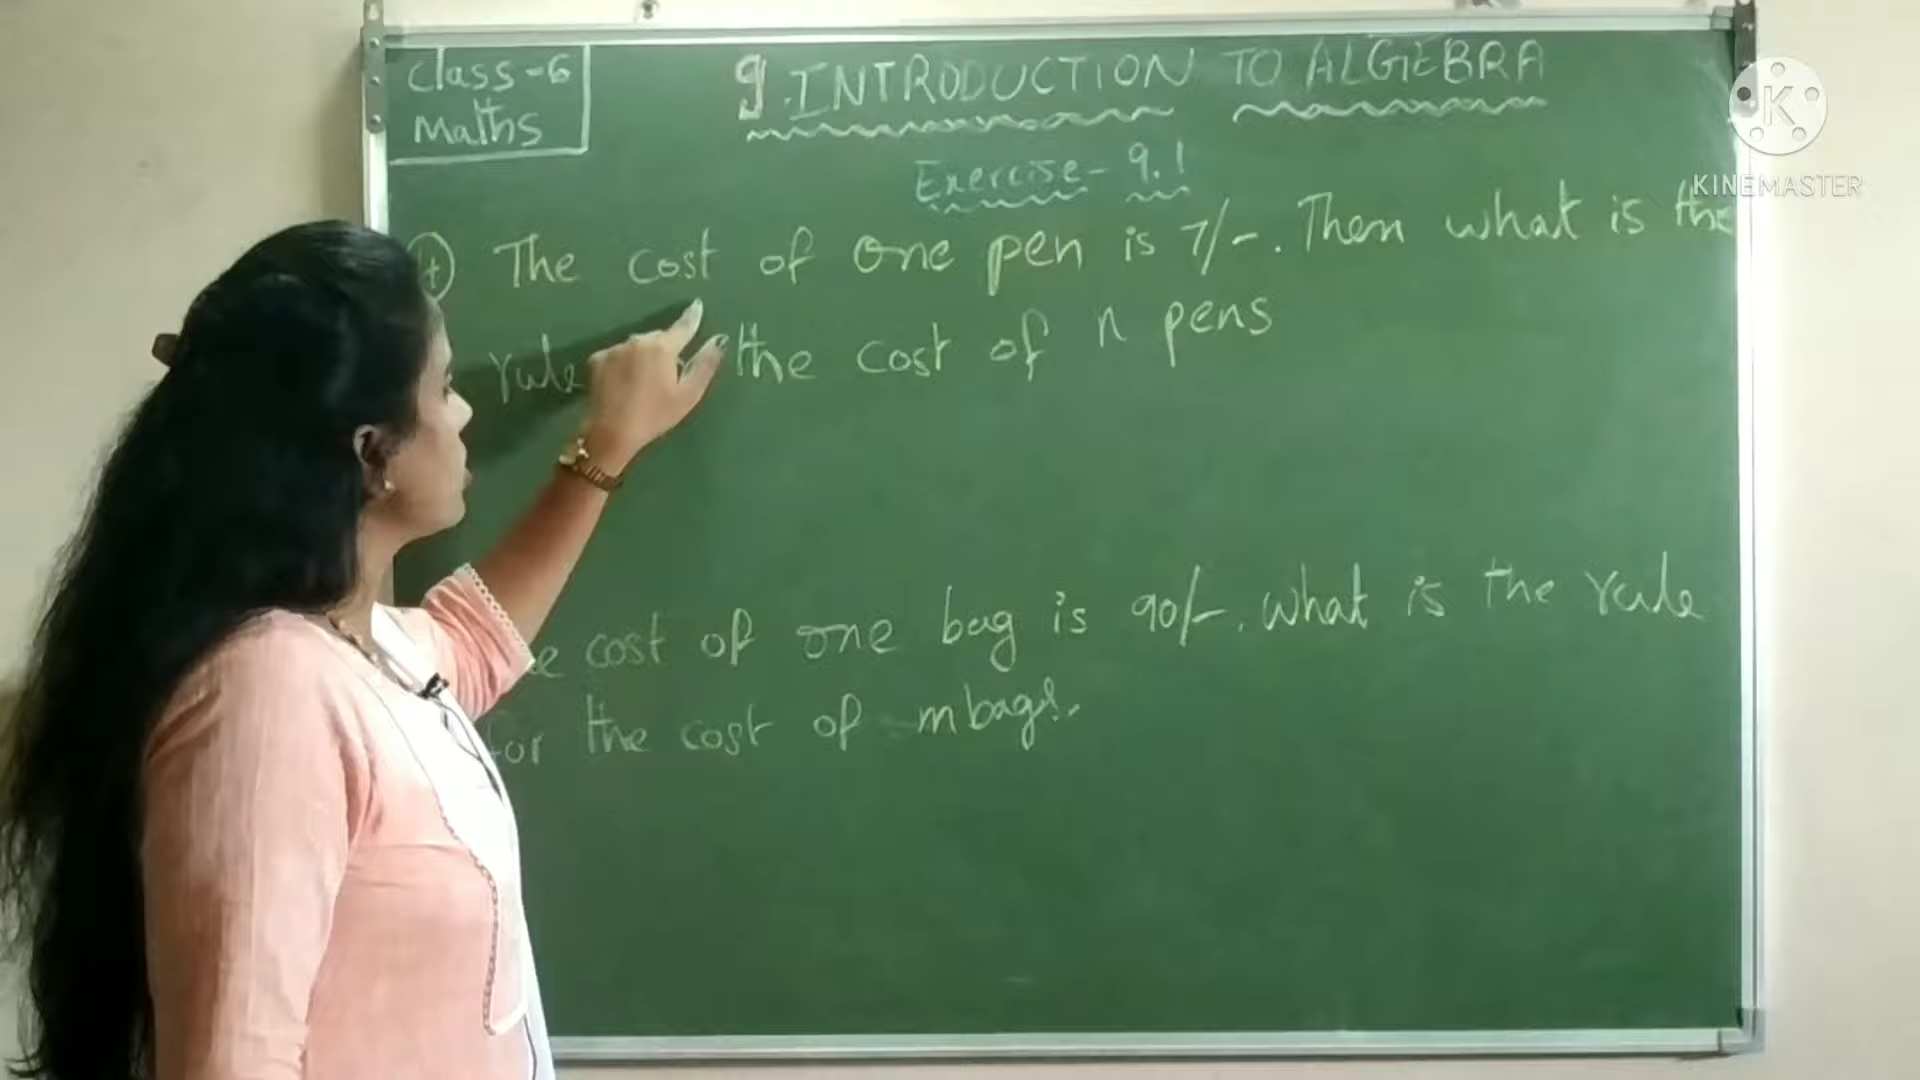 Class-6
Maths
9.INTRODUCTION TO ALGEBRA
Exercise-9.1
④ The cost of one pen is 7/-. Then what is the
rule the cost of n pens
cost of one bag is 90/-. what is the rule
for the cost of m bags.
KINEMASTER